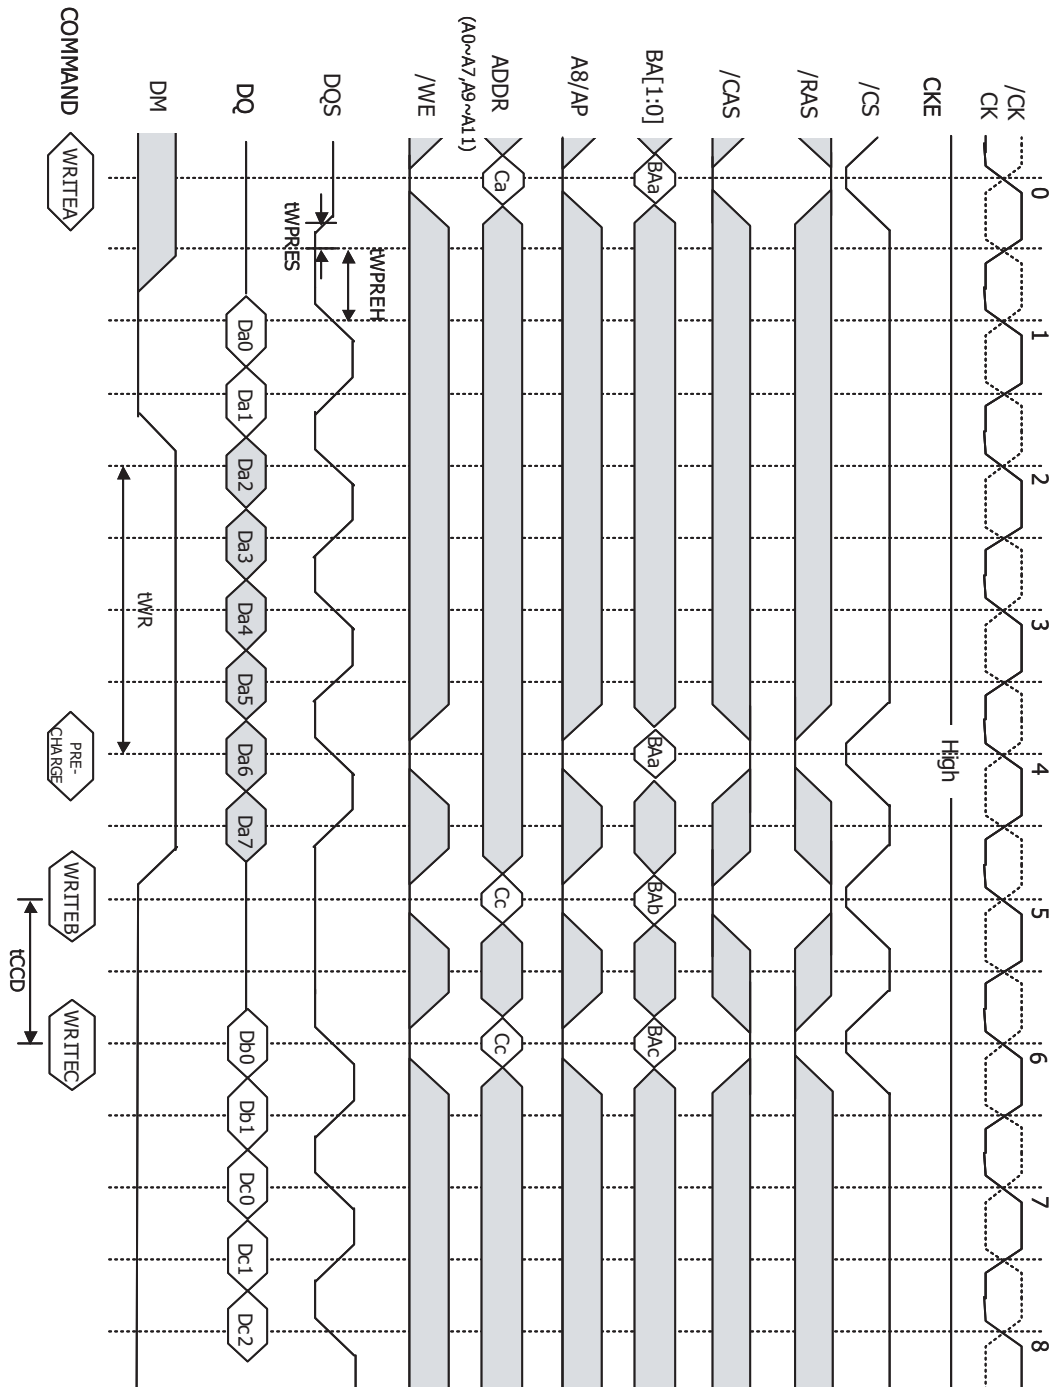 0 1 2 3 4 5 6 7 8
/CK
CK
CKE High
/CS
/RAS
/CAS
BA[1:0] BAa BAa BAb BAc
A8/AP
ADDR Ca Cc Cc
(A0~A7,A9~A11)
/WE
tWPREH
DQS
tWPRES
DQ Da0 Da1 Da2 Da3 Da4 Da5 Da6 Da7 Db0 Db1 Dc0 Dc1 Dc2
DM
tWR
COMMAND WRITEA PRE-
CHARGE WRITEB WRITEC
tCCD